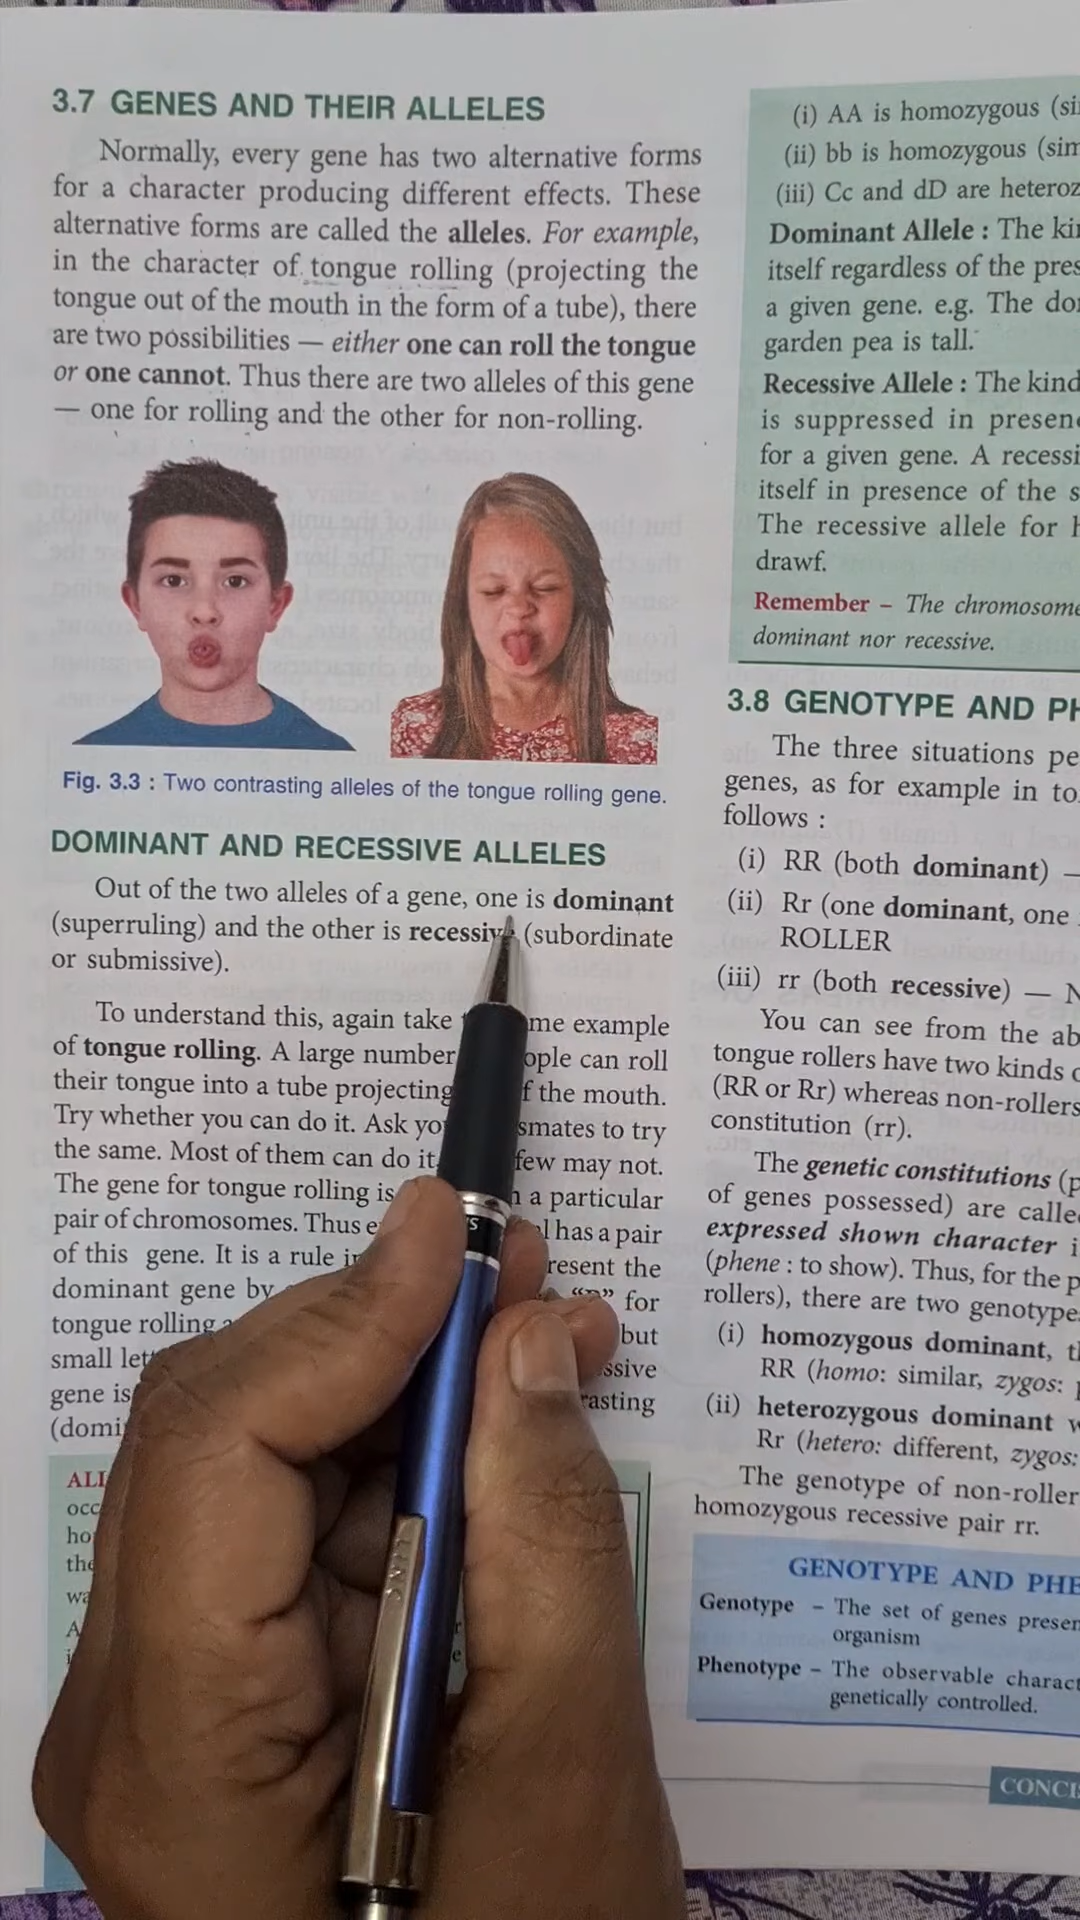 3.7 GENES AND THEIR ALLELES
Normally, every gene has two alternative forms
for a character producing different effects. These
alternative forms are called the alleles. For example,
in the character of tongue rolling (projecting the
tongue out of the mouth in the form of a tube), there
are two possibilities — either one can roll the tongue
or one cannot. Thus there are two alleles of this gene
— one for rolling and the other for non-rolling.
Fig. 3.3 : Two contrasting alleles of the tongue rolling gene.
DOMINANT AND RECESSIVE ALLELES
Out of the two alleles of a gene, one is dominant
(superruling) and the other is recessive (subordinate
or submissive).
To understand this, again take me example
of tongue rolling. A large number ople can roll
their tongue into a tube projecting f the mouth.
Try whether you can do it. Ask yo smates to try
the same. Most of them can do it, few may not.
The gene for tongue rolling is a particular
pair of chromosomes. Thus e l has a pair
of this gene. It is a rule in resent the
dominant gene by for
tongue rolling but
small let ssive
gene is rasting
(domi
ALL
occ
ho
the
wa
A
(i) AA is homozygous (si
(ii) bb is homozygous (sim
(iii) Cc and dD are heteroz
Dominant Allele : The kin
itself regardless of the pres
a given gene. e.g. The do
garden pea is tall.
Recessive Allele : The kind
is suppressed in presen
for a given gene. A recessi
itself in presence of the s
The recessive allele for h
drawf.
Remember – The chromosome
dominant nor recessive.
3.8 GENOTYPE AND PH
The three situations pe
genes, as for example in to
follows :
(i) RR (both dominant) —
(ii) Rr (one dominant, one
ROLLER
(iii) rr (both recessive) — N
You can see from the ab
tongue rollers have two kinds o
(RR or Rr) whereas non-rollers
constitution (rr).
The genetic constitutions (p
of genes possessed) are calle
expressed shown character i
(phene : to show). Thus, for the p
rollers), there are two genotype
(i) homozygous dominant, th
RR (homo: similar, zygos: p
(ii) heterozygous dominant w
Rr (hetero: different, zygos:
The genotype of non-roller
homozygous recessive pair rr.
GENOTYPE AND PHE
Genotype – The set of genes presen
organism
Phenotype – The observable charact
genetically controlled.
CONCI